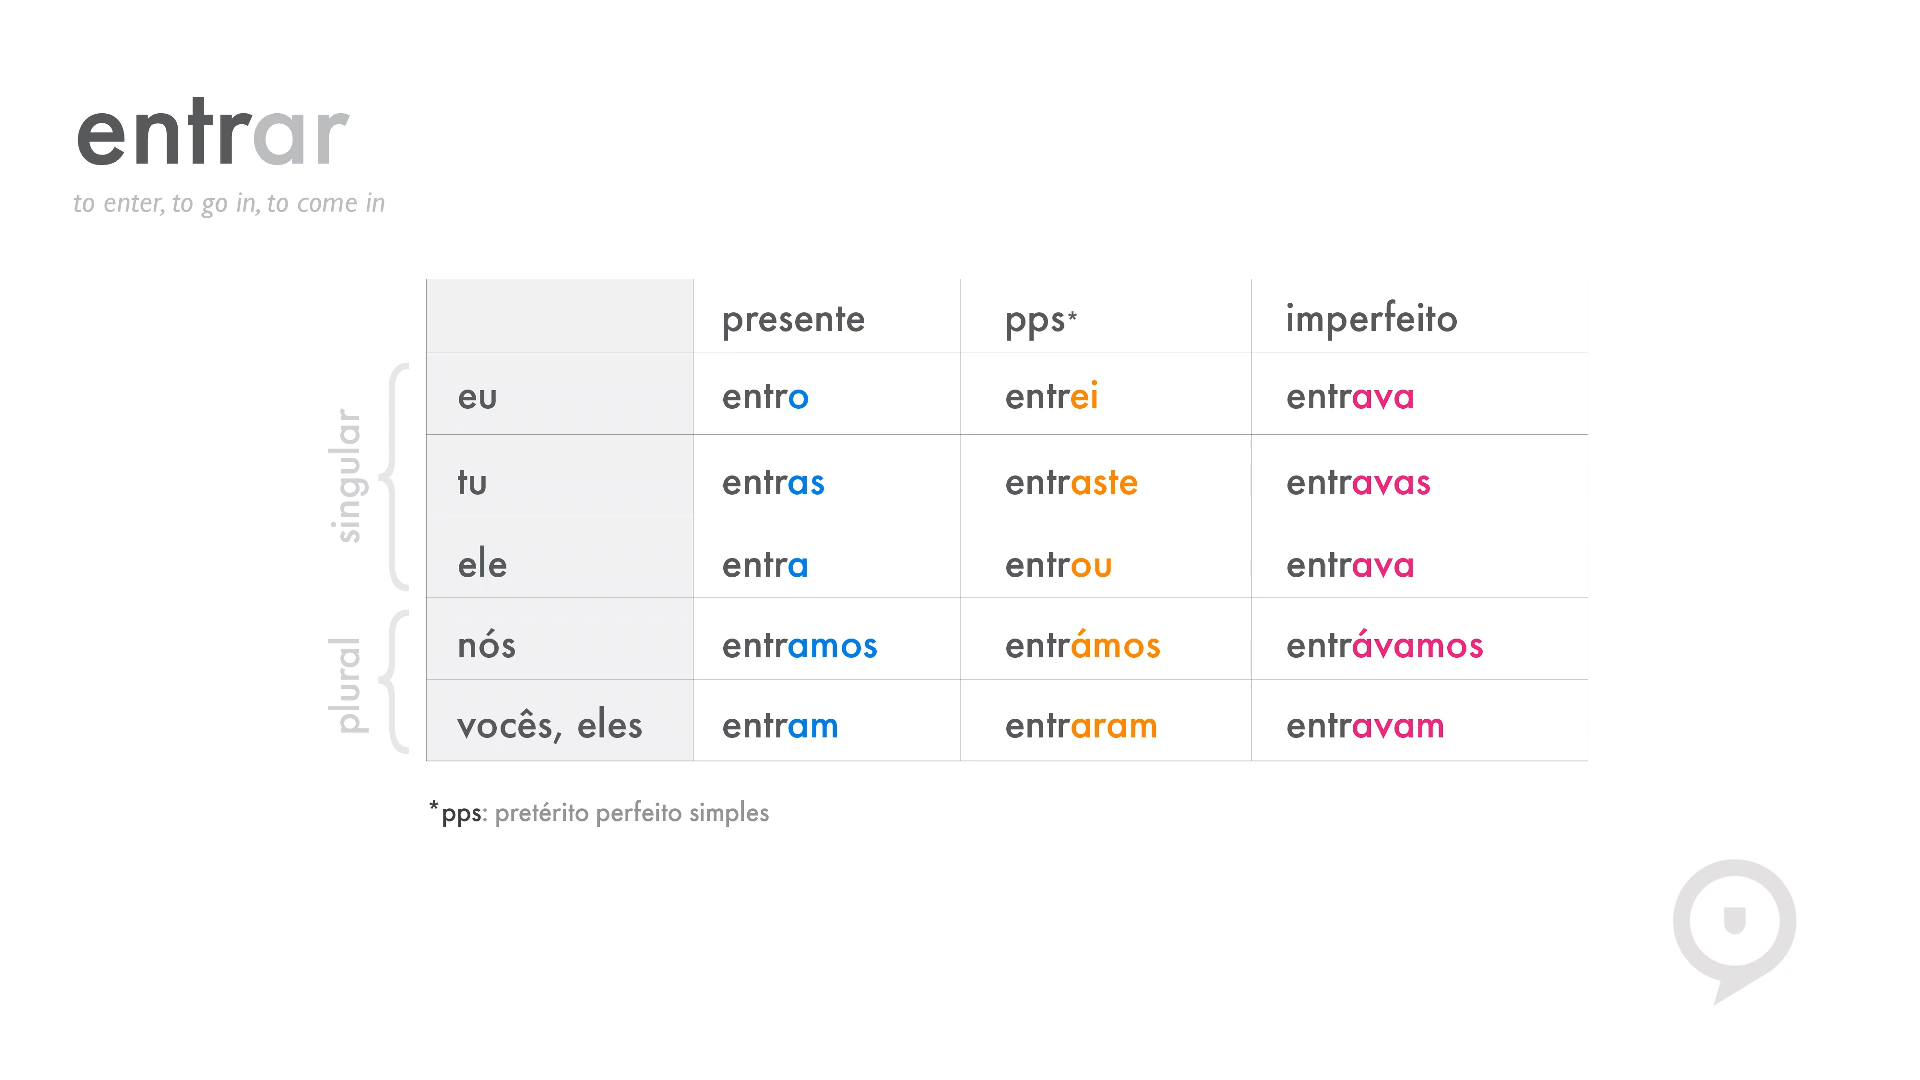 entrar
to enter, to go in, to come in
presente pps* imperfeito
singular
eu entro entrei entrava
tu entras entraste entravas
ele entra entrou entrava
plural
nós entramos entrámos entrávamos
vocês, eles entram entraram entravam
*pps: pretérito perfeito simples